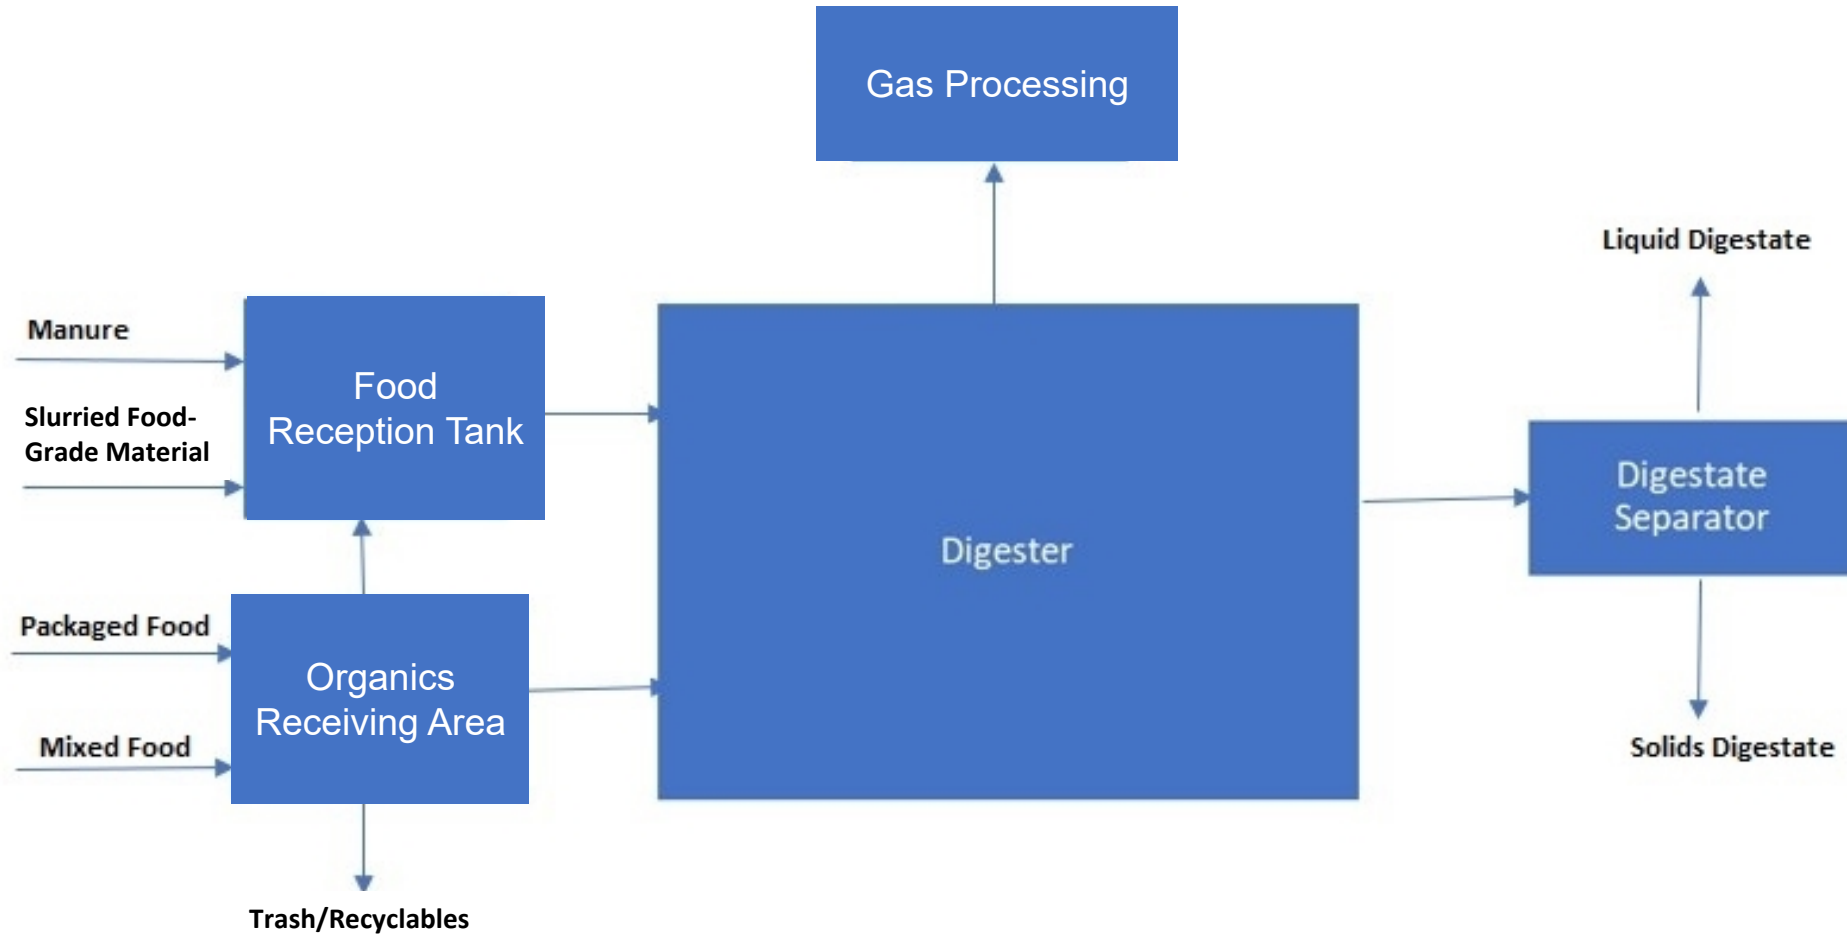 Gas Processing
Liquid Digestate
Manure
Food
Reception Tank
Slurried Food-
Grade Material
Digestate
Separator
Digester
Packaged Food
Organics
Receiving Area
Mixed Food
Solids Digestate
Trash/Recyclables